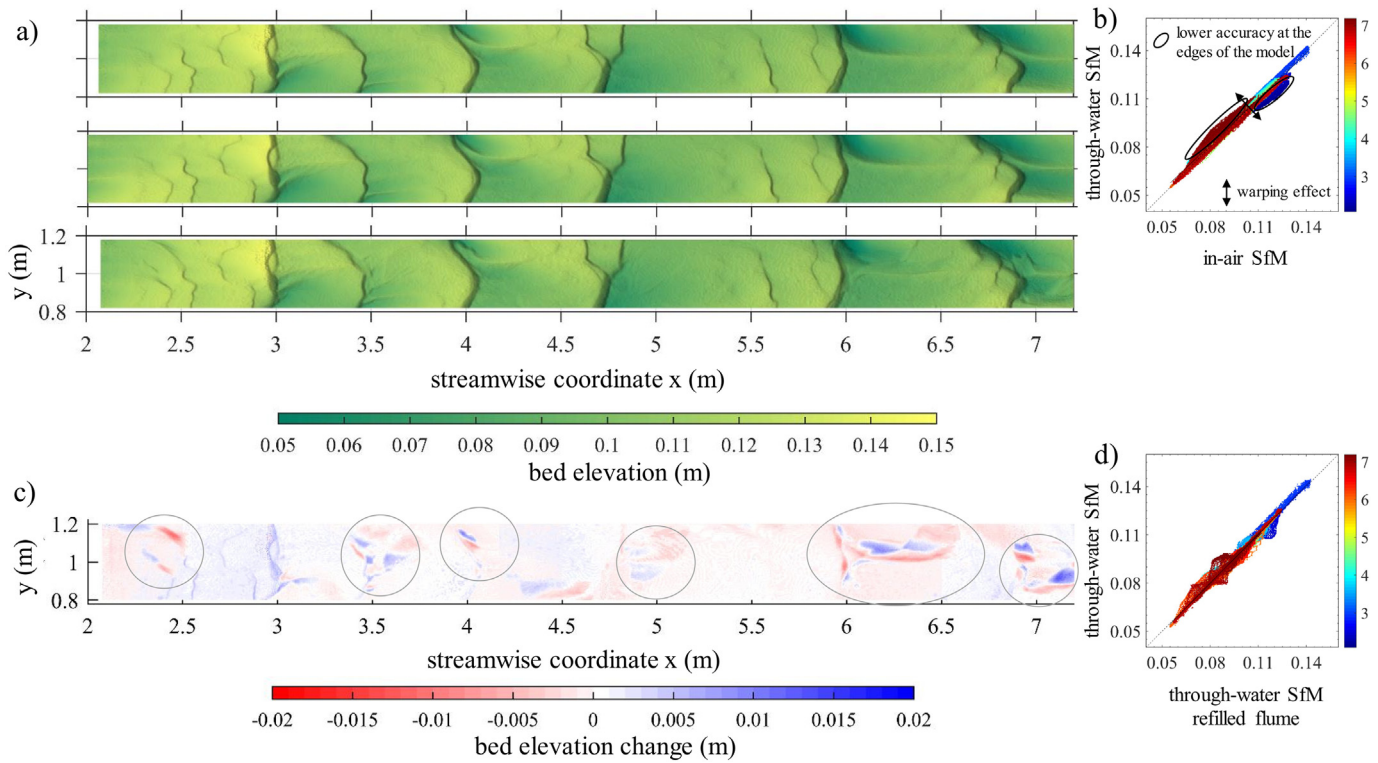 a)
y (m)
1.2
1
0.8
2 2.5 3 3.5 4 4.5 5 5.5 6 6.5 7
streamwise coordinate x (m)
0.05 0.06 0.07 0.08 0.09 0.1 0.11 0.12 0.13 0.14 0.15
bed elevation (m)
b)
through-water SfM
lower accuracy at the
edges of the model
warping effect
0.14
0.11
0.08
0.05
0.05 0.08 0.11 0.14
in-air SfM
7
6
5
4
3
c)
y (m)
1.2
1
0.8
2 2.5 3 3.5 4 4.5 5 5.5 6 6.5 7
streamwise coordinate x (m)
-0.02 -0.015 -0.01 -0.005 0 0.005 0.01 0.015 0.02
bed elevation change (m)
d)
through-water SfM
0.14
0.11
0.08
0.05
0.05 0.08 0.11 0.14
through-water SfM
refilled flume
7
6
5
4
3